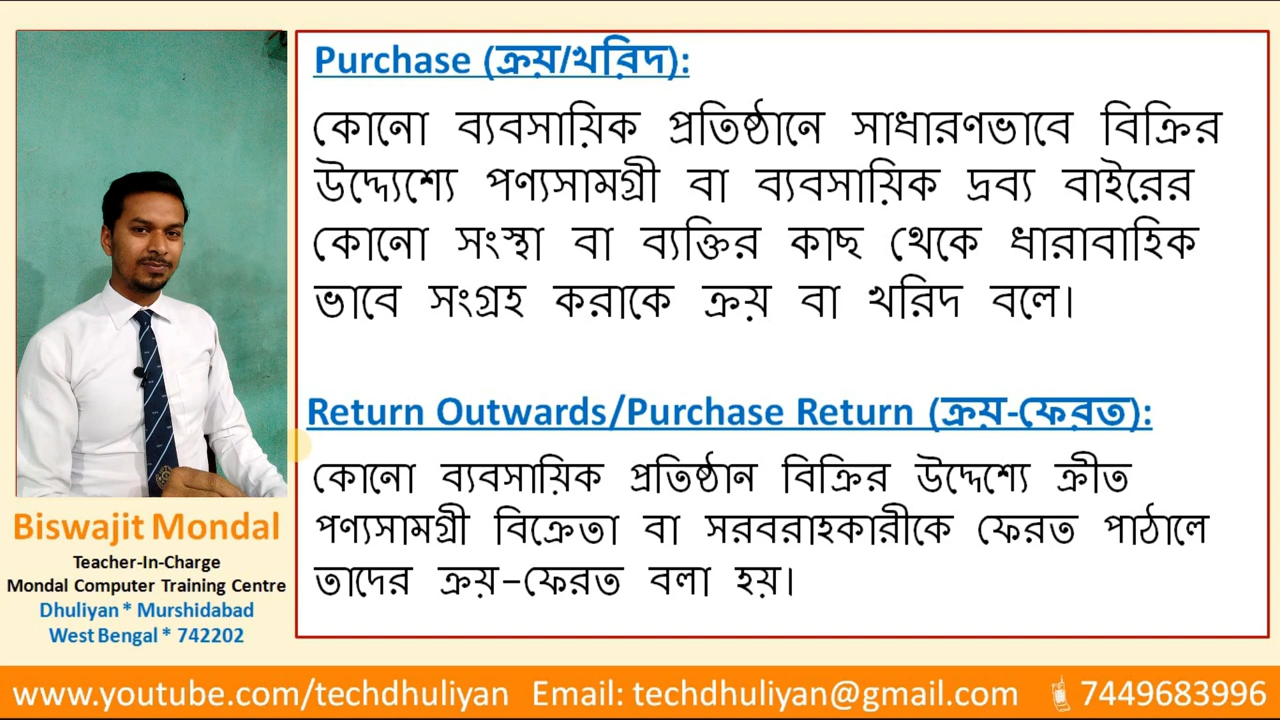 Purchase (ক্রয়/খরিদ):
কোনো ব্যবসায়িক প্রতিষ্ঠানে সাধারণভাবে বিক্রির
উদ্দ্যেশ্যে পণ্যসামগ্রী বা ব্যবসায়িক দ্রব্য বাইরের
কোনো সংস্থা বা ব্যক্তির কাছ থেকে ধারাবাহিক
ভাবে সংগ্রহ করাকে ক্রয় বা খরিদ বলে।
Return Outwards/Purchase Return (ক্রয়-ফেরত):
কোনো ব্যবসায়িক প্রতিষ্ঠান বিক্রির উদ্দেশ্যে ক্রীত
পণ্যসামগ্রী বিক্রেতা বা সরবরাহকারীকে ফেরত পাঠালে
তাদের ক্রয়-ফেরত বলা হয়।
Biswajit Mondal
Teacher-In-Charge
Mondal Computer Training Centre
Dhuliyan * Murshidabad
West Bengal * 742202
www.youtube.com/techdhuliyan Email: techdhuliyan@gmail.com 7449683996